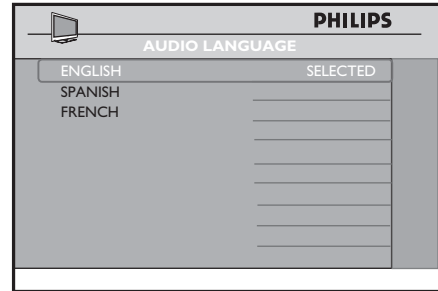 PHILIPS
AUDIO LANGUAGE
ENGLISH SELECTED
SPANISH
FRENCH